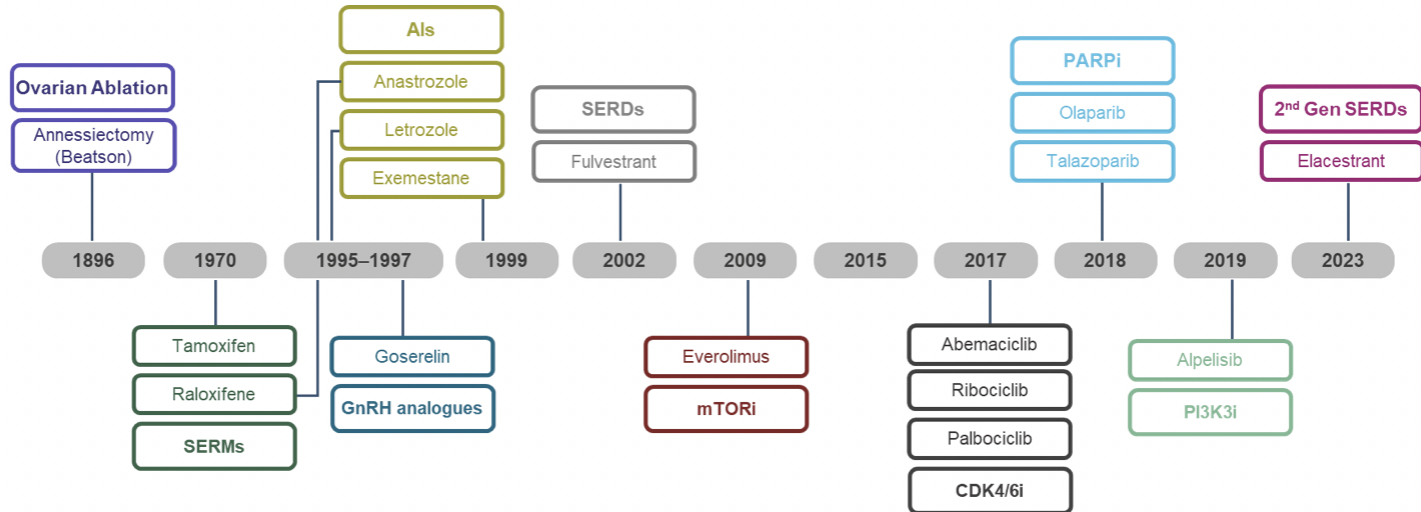 Ovarian Ablation
Annessiectomy
(Beatson)
AIs
Anastrozole
Letrozole
Exemestane
SERDs
Fulvestrant
PARPi
Olaparib
Talazoparib
2nd Gen SERDs
Elacestrant
1896
1970
1995–1997
1999
2002
2009
2015
2017
2018
2019
2023
Tamoxifen
Raloxifene
SERMs
Goserelin
GnRH analogues
Everolimus
mTORi
Abemaciclib
Ribociclib
Palbociclib
CDK4/6i
Alpelisib
PI3K3i